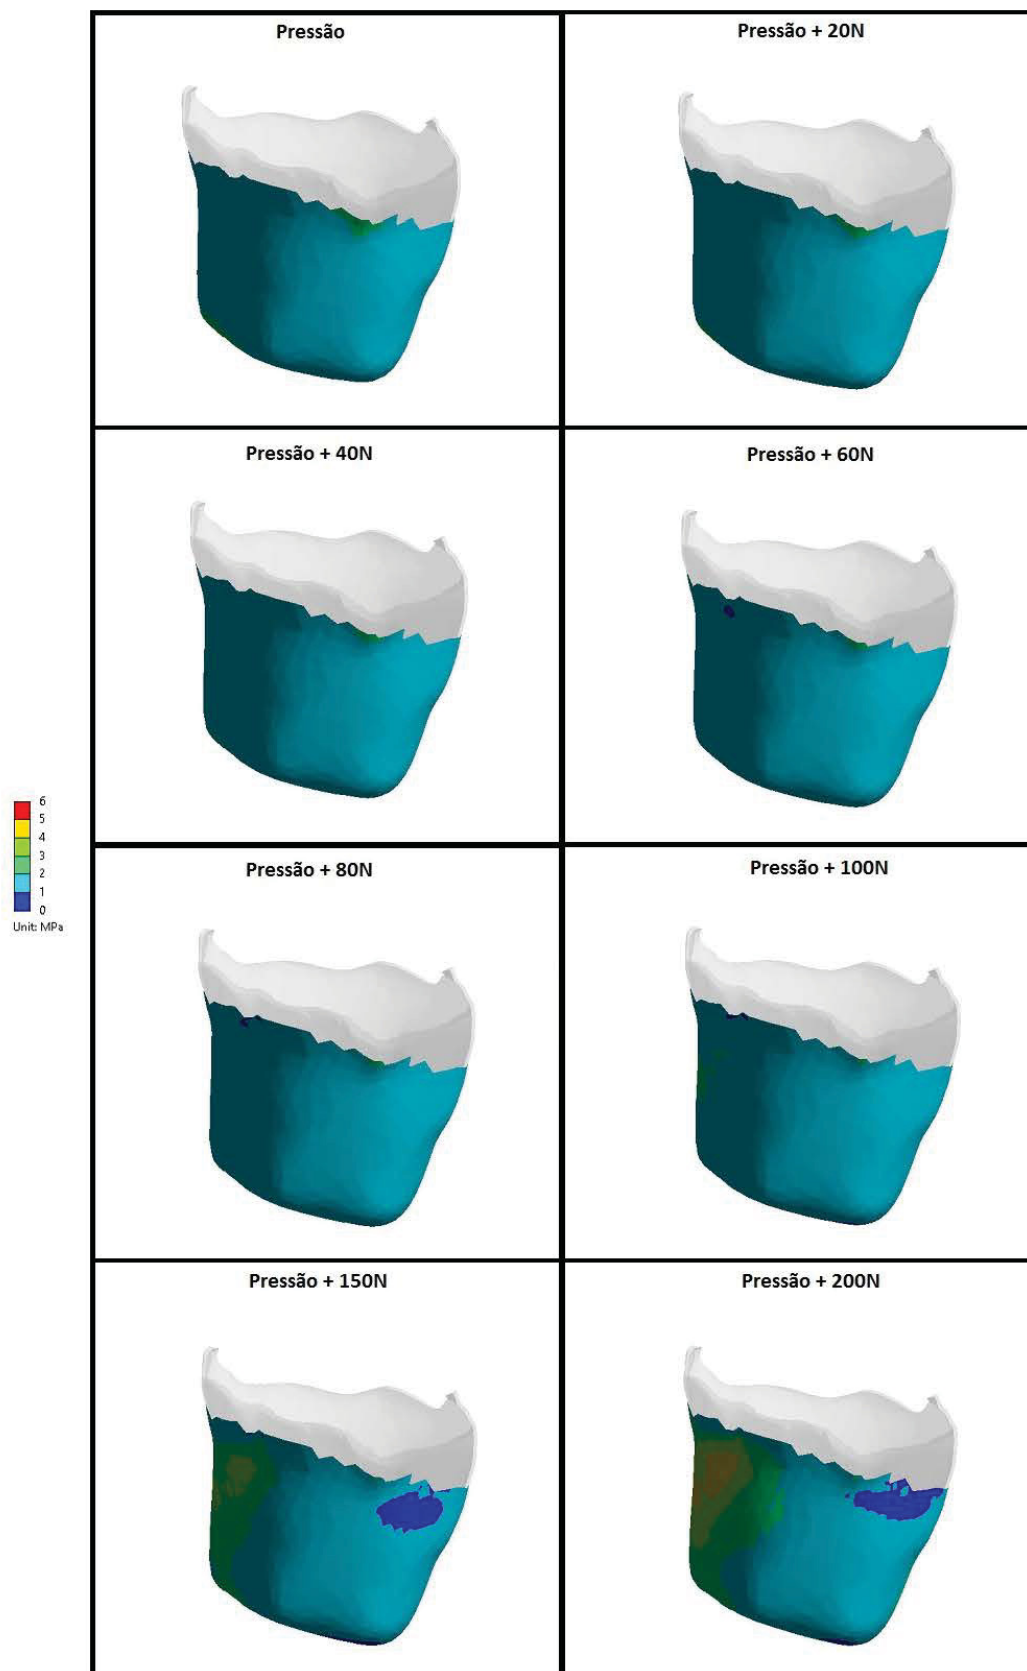 Pressão
Pressão + 20N
Pressão + 40N
Pressão + 60N
6
5
4
3
2
1
0
Unit: MPa
Pressão + 80N
Pressão + 100N
Pressão + 150N
Pressão + 200N